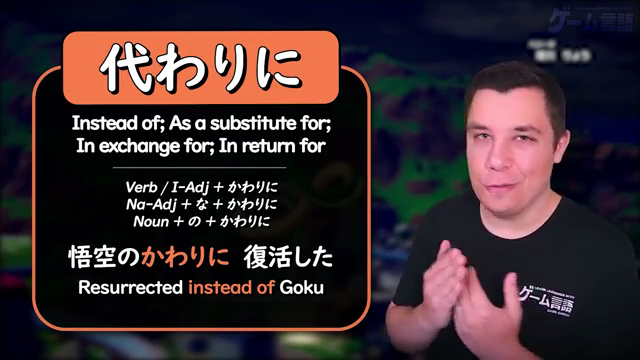 ゲーム言語
代わりに
Instead of; As a substitute for;
In exchange for; In return for
Verb / I-Adj + かわりに
Na-Adj + な + かわりに
Noun + の + かわりに
悟空のかわりに 復活した
Resurrected instead of Goku
ゲーム言語